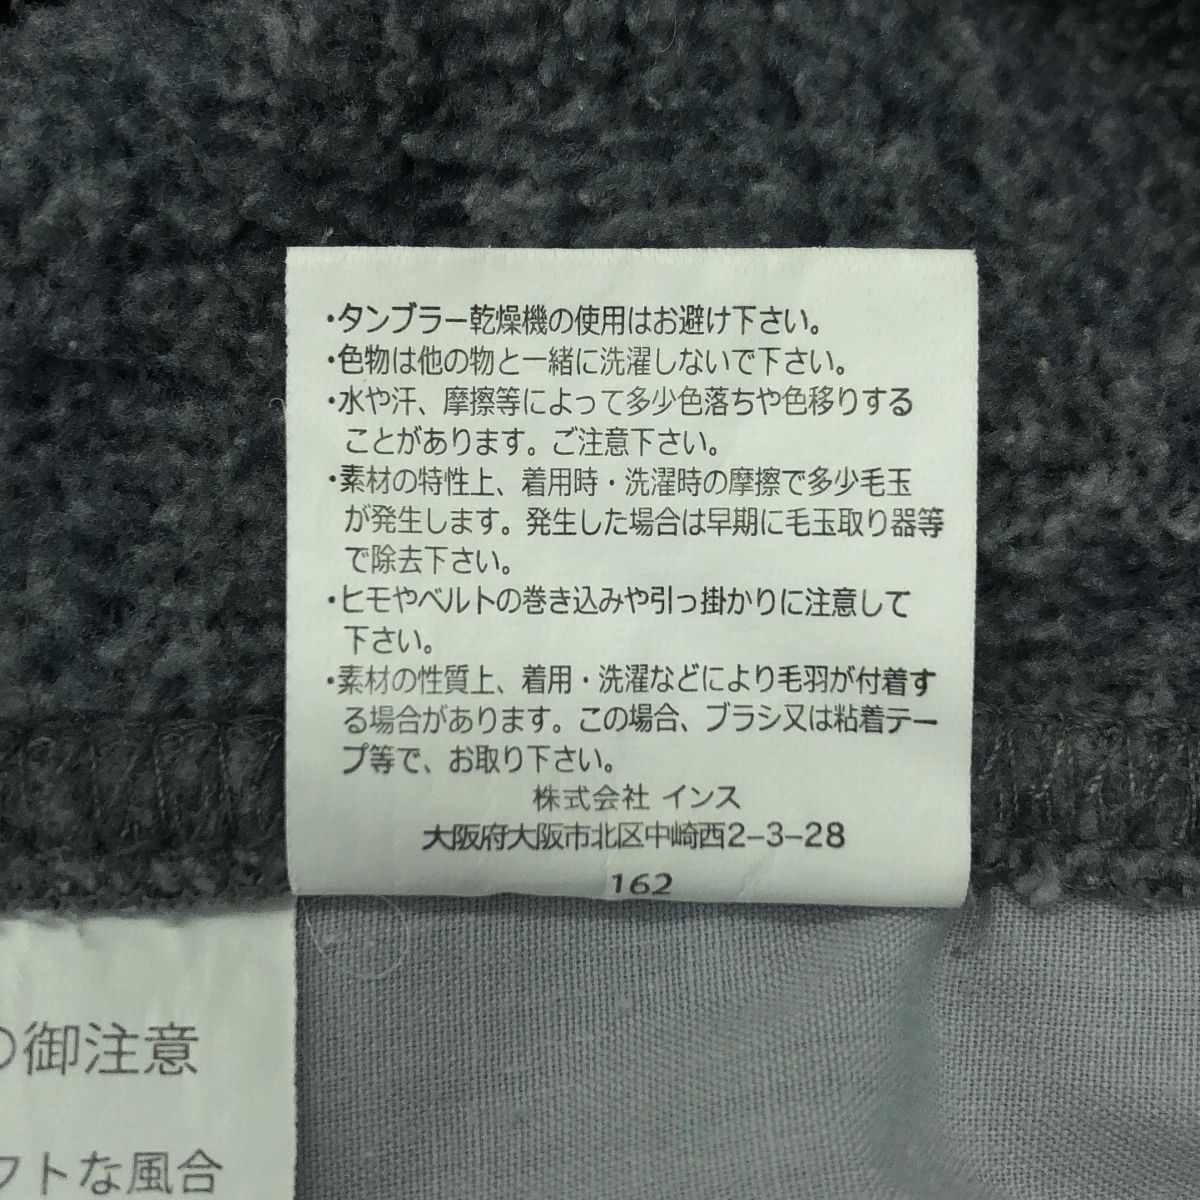 ・タンブラー乾燥機の使用はお避け下さい。
・色物は他の物と一緒に洗濯しないで下さい。
・水や汗、摩擦等によって多少色落ちや色移りする
ことがあります。ご注意下さい。
・素材の特性上、着用時・洗濯時の摩擦で多少毛玉
が発生します。発生した場合は早期に毛玉取り器等
で除去下さい。
・ヒモやベルトの巻き込みや引っ掛かりに注意して
下さい。
・素材の性質上、着用・洗濯などにより毛羽が付着す
る場合があります。この場合、ブラシ又は粘着テー
プ等で、お取り下さい。
株式会社 インス
大阪府大阪市北区中崎西2-3-28
162
の御注意
フトな風合